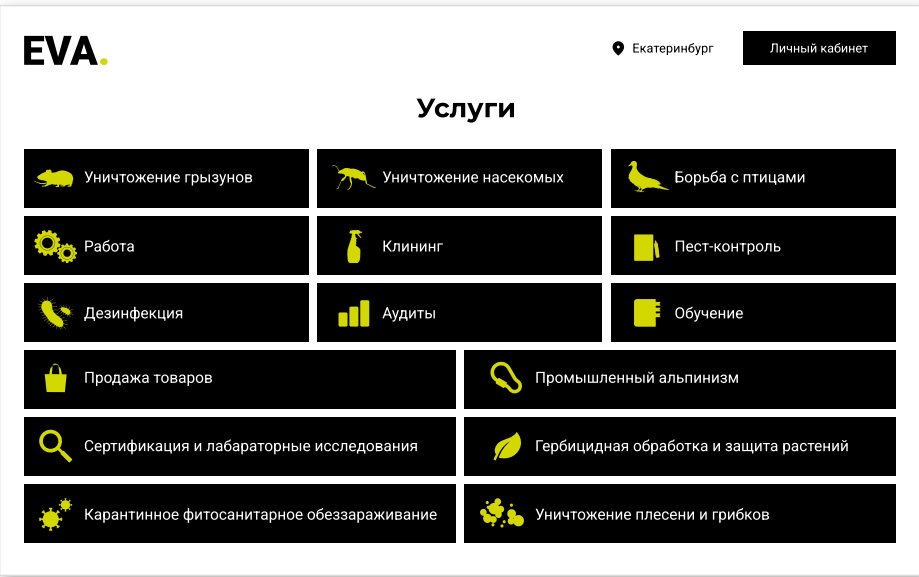 EVA.
Екатеринбург
Личный кабинет
Услуги
Уничтожение грызунов
Уничтожение насекомых
Борьба с птицами
Работа
Клининг
Пест-контроль
Дезинфекция
Аудиты
Обучение
Продажа товаров
Промышленный альпинизм
Сертификация и лабараторные исследования
Гербицидная обработка и защита растений
Карантинное фитосанитарное обеззараживание
Уничтожение плесени и грибков